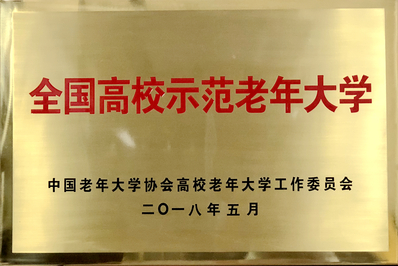 全国高校示范老年大学
中国老年大学协会高校老年大学工作委员会
二〇一八年五月